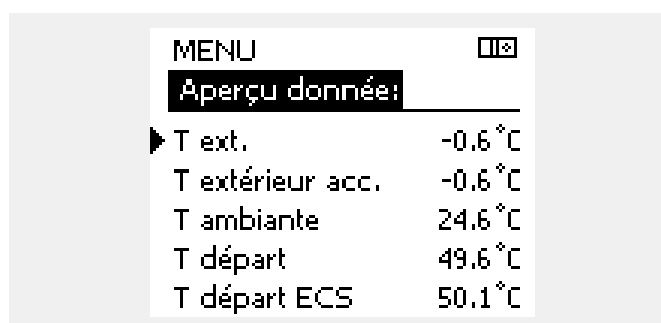 MENU
Aperçu donnée:
T ext. -0.6°C
T extérieur acc. -0.6°C
T ambiante 24.6°C
T départ 49.6°C
T départ ECS 50.1°C